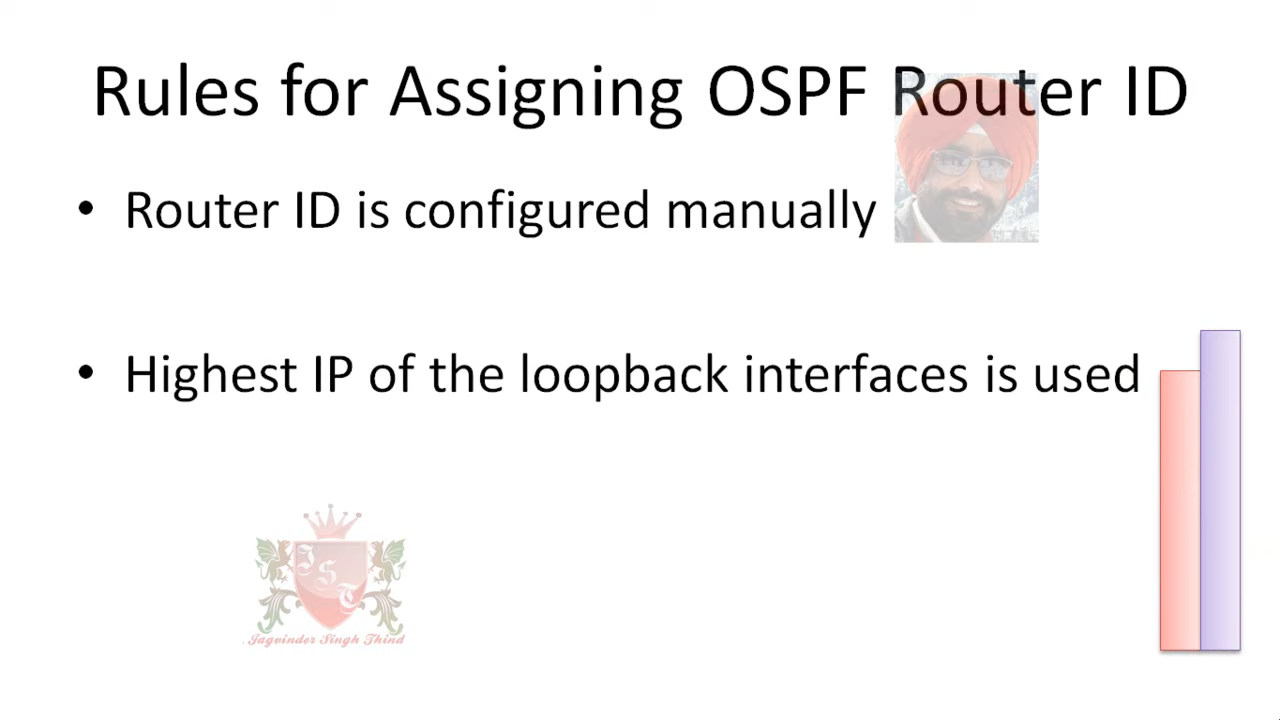 Rules for Assigning OSPF Router ID
• Router ID is configured manually
• Highest IP of the loopback interfaces is used
JST
Jagvinder Singh Thind